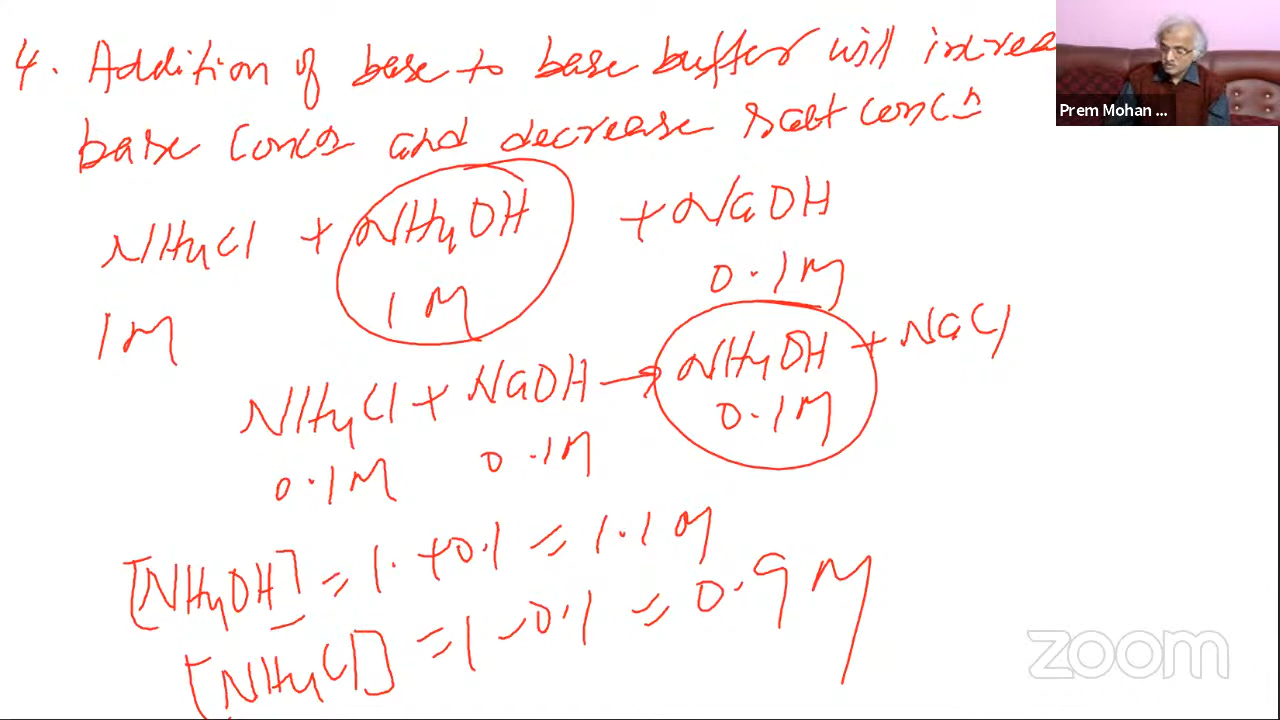 4. Addition of base to base buffer will increa
base concn and decrease salt concn
NH4Cl + NH4OH + NaOH
1M 1M 0.1M
NH4Cl + NaOH → NH4OH + NaCl
0.1M 0.1M 0.1M
[NH4OH] = 1.+0.1 = 1.1M
[NH4Cl] = 1-0.1 = 0.9M
Prem Mohan ...
zoom